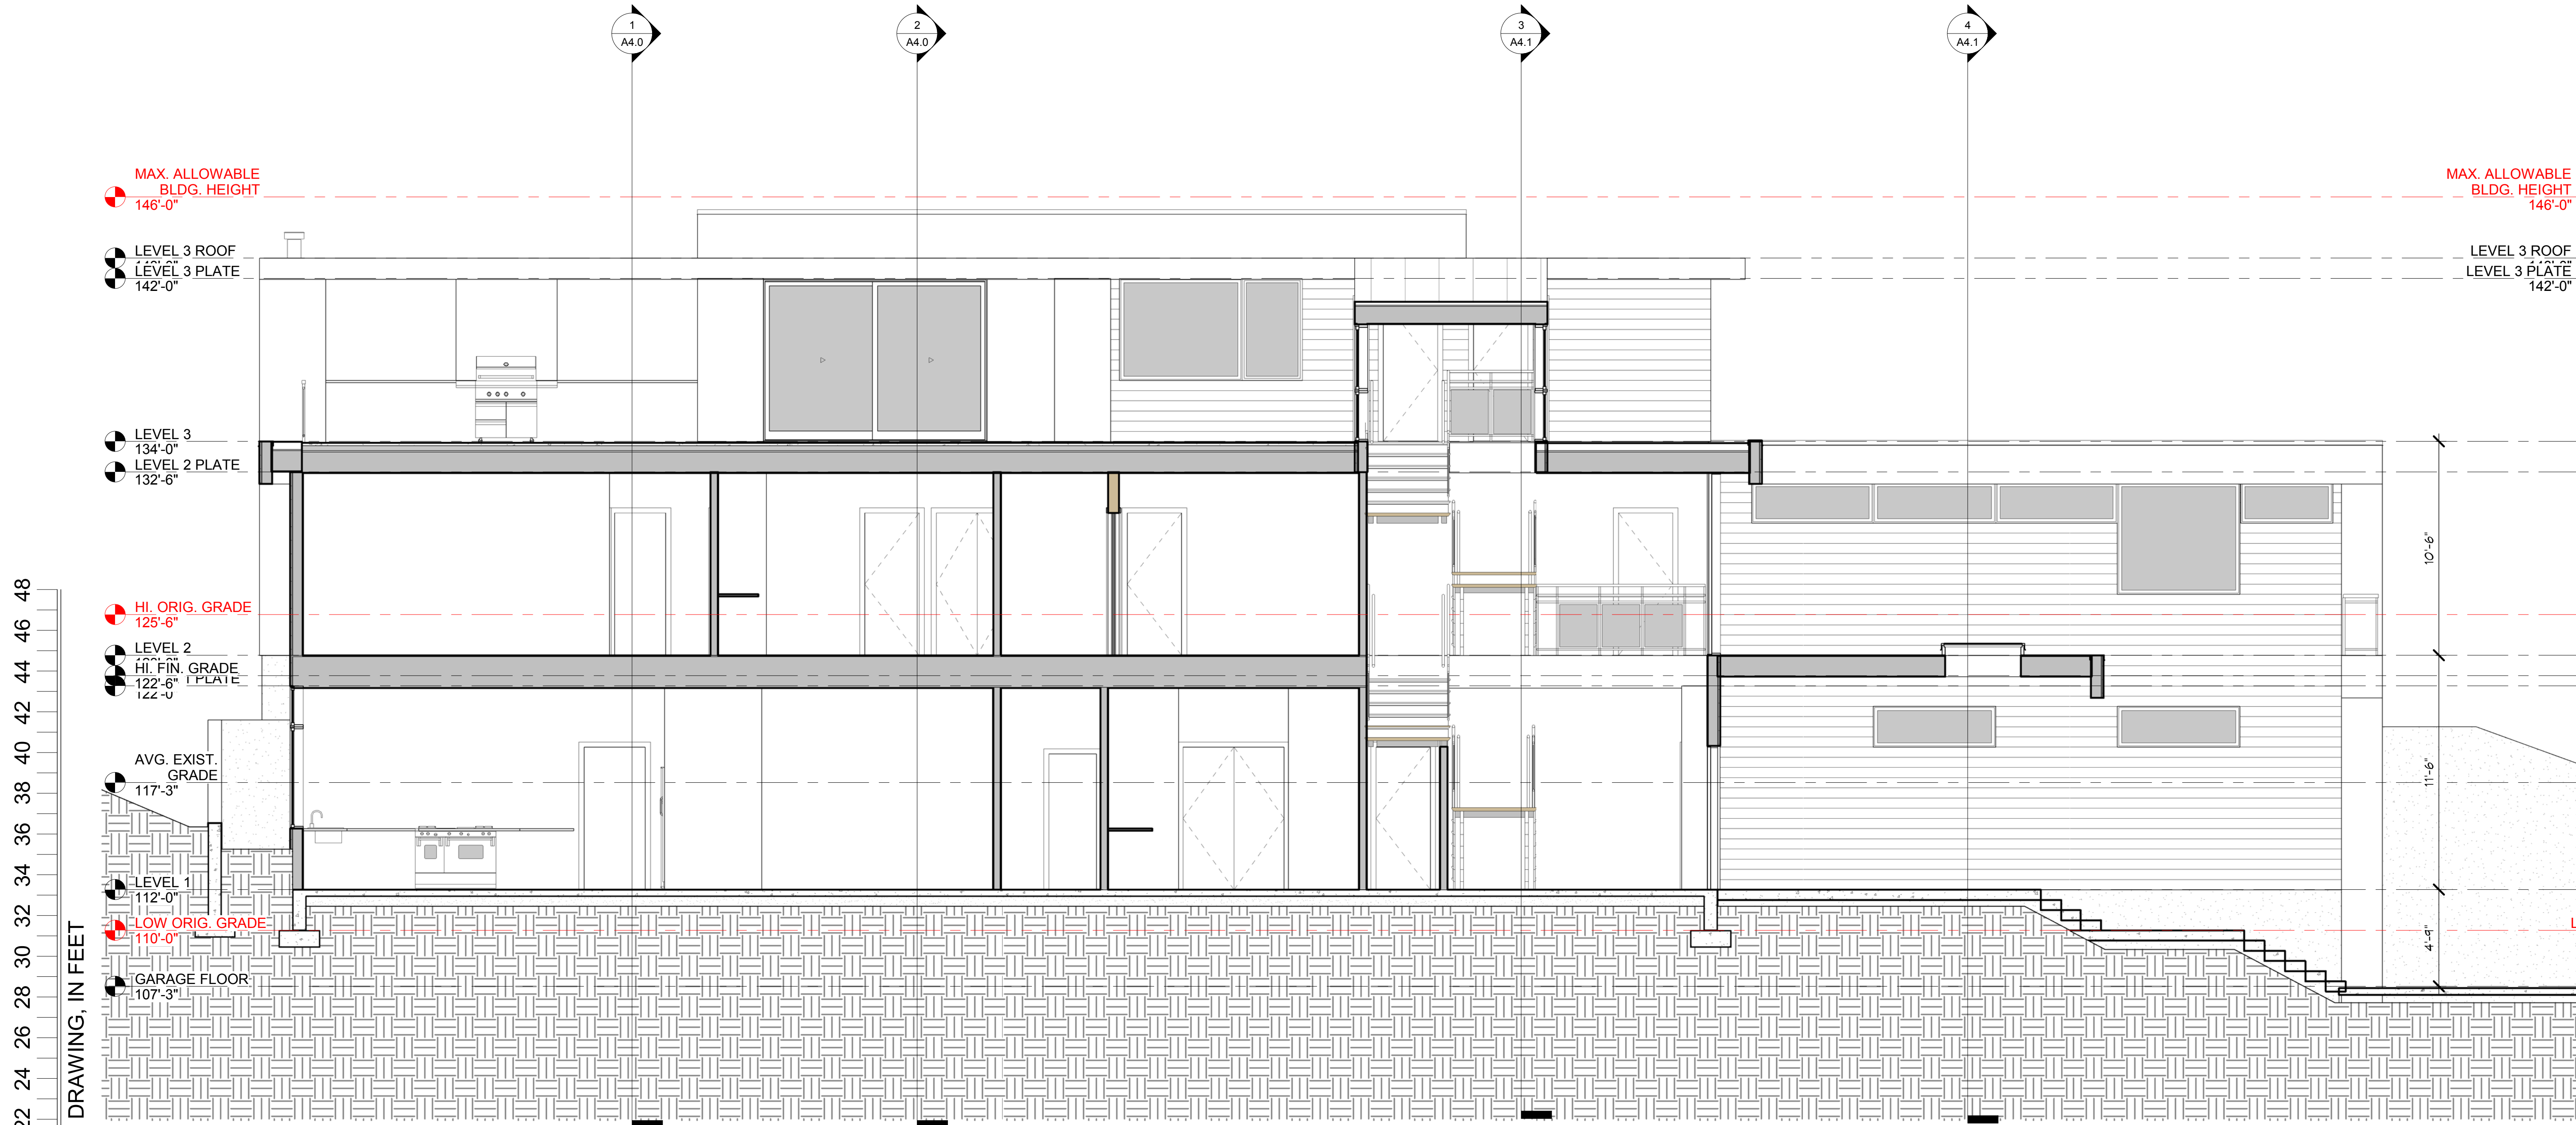 1
A4.0
2
A4.0
3
A4.1
4
A4.1
MAX. ALLOWABLE
BLDG. HEIGHT
146'-0"
MAX. ALLOWABLE
BLDG. HEIGHT
146'-0"
LEVEL 3 ROOF
LEVEL 3 PLATE
142'-0"
LEVEL 3 ROOF
LEVEL 3 PLATE
142'-0"
LEVEL 3
134'-0"
LEVEL 2 PLATE
132'-6"
HI. ORIG. GRADE
125'-6"
LEVEL 2
HI. FIN. GRADE
122'-6"
PLATE
122'-0
AVG. EXIST.
GRADE
117'-3"
LEVEL 1
112'-0"
LOW ORIG. GRADE
110'-0"
GARAGE FLOOR
107'-3"
10'-6"
11'-6"
4'-9"
L
48
46
44
42
40
38
36
34
32
30
28
26
24
22
DRAWING, IN FEET